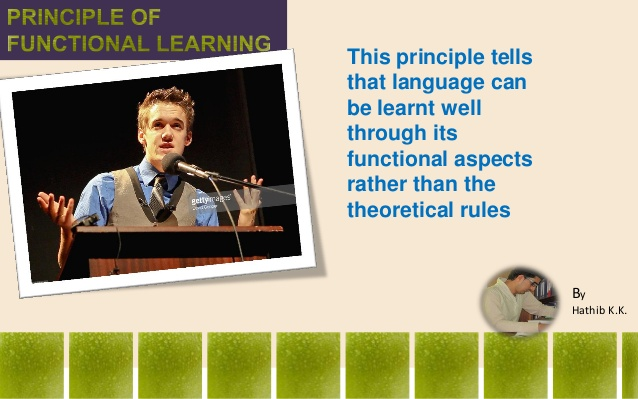 PRINCIPLE OF
FUNCTIONAL LEARNING
This principle tells
that language can
be learnt well
through its
functional aspects
rather than the
theoretical rules
gettyimages
By
Hathib K.K.